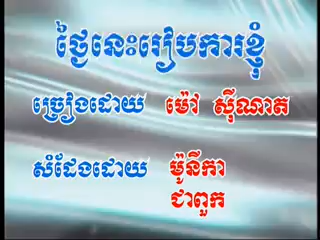 ថ្ងៃនេះរៀបការខ្ញុំ
ច្រៀងដោយ ម៉ៅ ស៊ីណាត
សំដែងដោយ ម៉ូនីកា
ជាពួក